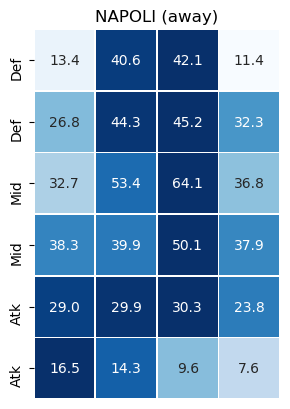 NAPOLI (away)
Def 13.4 40.6 42.1 11.4
Def 26.8 44.3 45.2 32.3
Mid 32.7 53.4 64.1 36.8
Mid 38.3 39.9 50.1 37.9
Atk 29.0 29.9 30.3 23.8
Atk 16.5 14.3 9.6 7.6